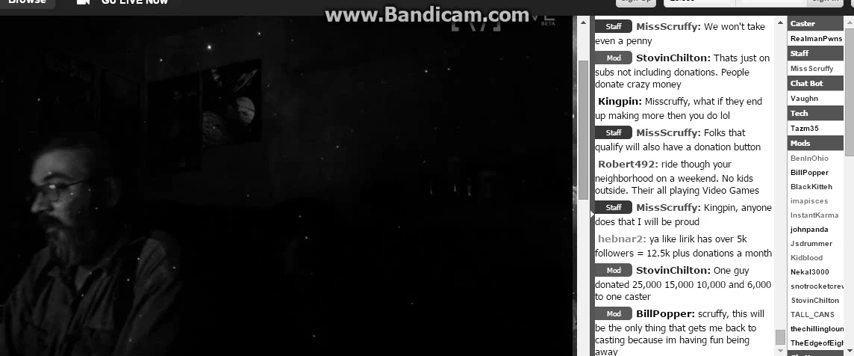 Browse
GO LIVE NOW
www.Bandicam.com
BETA
Staff MissScruffy: We won't take
even a penny
Mod StovinChilton: Thats just on
subs not including donations. People
donate crazy money
Kingpin: Misscruffy, what if they end
up making more then you do lol
Staff MissScruffy: Folks that
qualify will also have a donation button
Robert492: ride though your
neighborhood on a weekend. No kids
outside. Their all playing Video Games
Staff MissScruffy: Kingpin, anyone
does that I will be proud
hebnar2: ya like lirik has over 5k
followers = 12.5k plus donations a month
Mod StovinChilton: One guy
donated 25,000 15,000 10,000 and 6,000
to one caster
Mod BillPopper: scruffy, this will
be the only thing that gets me back to
casting because im having fun being
away
Caster
RealmanPwns
Staff
MissScruffy
Chat Bot
Vaughn
Tech
Tazm35
Mods
BenInOhio
BillPopper
BlackKitteh
imapisces
InstantKarma
johnpanda
Jsdrummer
Kidblood
Nekal3000
snotrocketcrew
StovinChilton
TALL_CANS
thechillinglour
TheEdgeofEigh